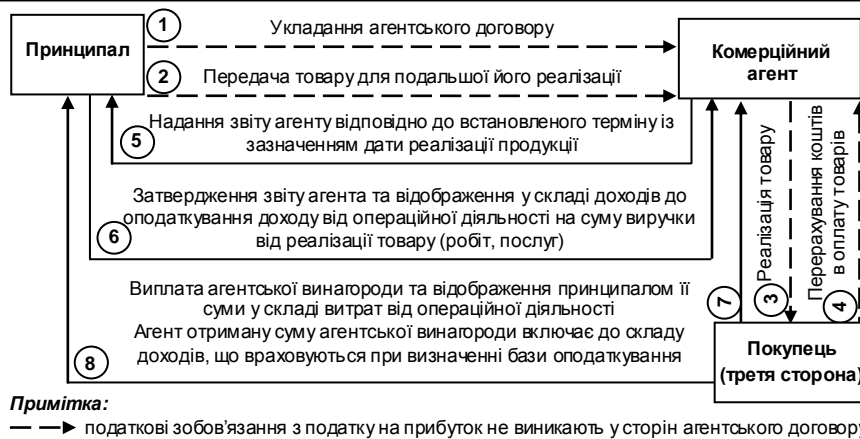 1
Укладання агентського договору
Принципал
Комерційний
агент
2
Передача товару для подальшої його реалізації
5
Надання звіту агенту відповідно до встановленого терміну із
зазначенням дати реалізації продукції
6
Затвердження звіту агента та відображення у складі доходів до
оподаткування доходу від операційної діяльності на суму виручки
від реалізації товару (робіт, послуг)
Реалізація товару
3
Перерахування коштів
в оплату товарів
4
7
8
Виплата агентської винагороди та відображення принципалом її
суми у складі витрат від операційної діяльності
Агент отриману суму агентської винагороди включає до складу
доходів, що враховуються при визначенні бази оподаткування
Покупець
(третя сторона)
Примітка:
податкові зобов'язання з податку на прибуток не виникають у сторін агентського договору